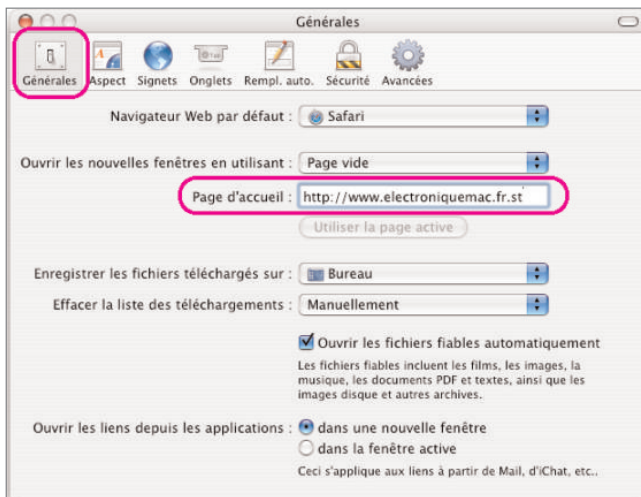 Générales
Générales Aspect Signets Onglets Rempl. auto. Sécurité Avancées
Navigateur Web par défaut : Safari
Ouvrir les nouvelles fenêtres en utilisant : Page vide
Page d'accueil : http://www.electroniquemac.fr.st
Utiliser la page active
Enregistrer les fichiers téléchargés sur : Bureau
Effacer la liste des téléchargements : Manuellement
Ouvrir les fichiers fiables automatiquement
Les fichiers fiables incluent les films, les images, la
musique, les documents PDF et textes, ainsi que les
images disque et autres archives.
Ouvrir les liens depuis les applications : dans une nouvelle fenêtre
dans la fenêtre active
Ceci s'applique aux liens à partir de Mail, d'iChat, etc..